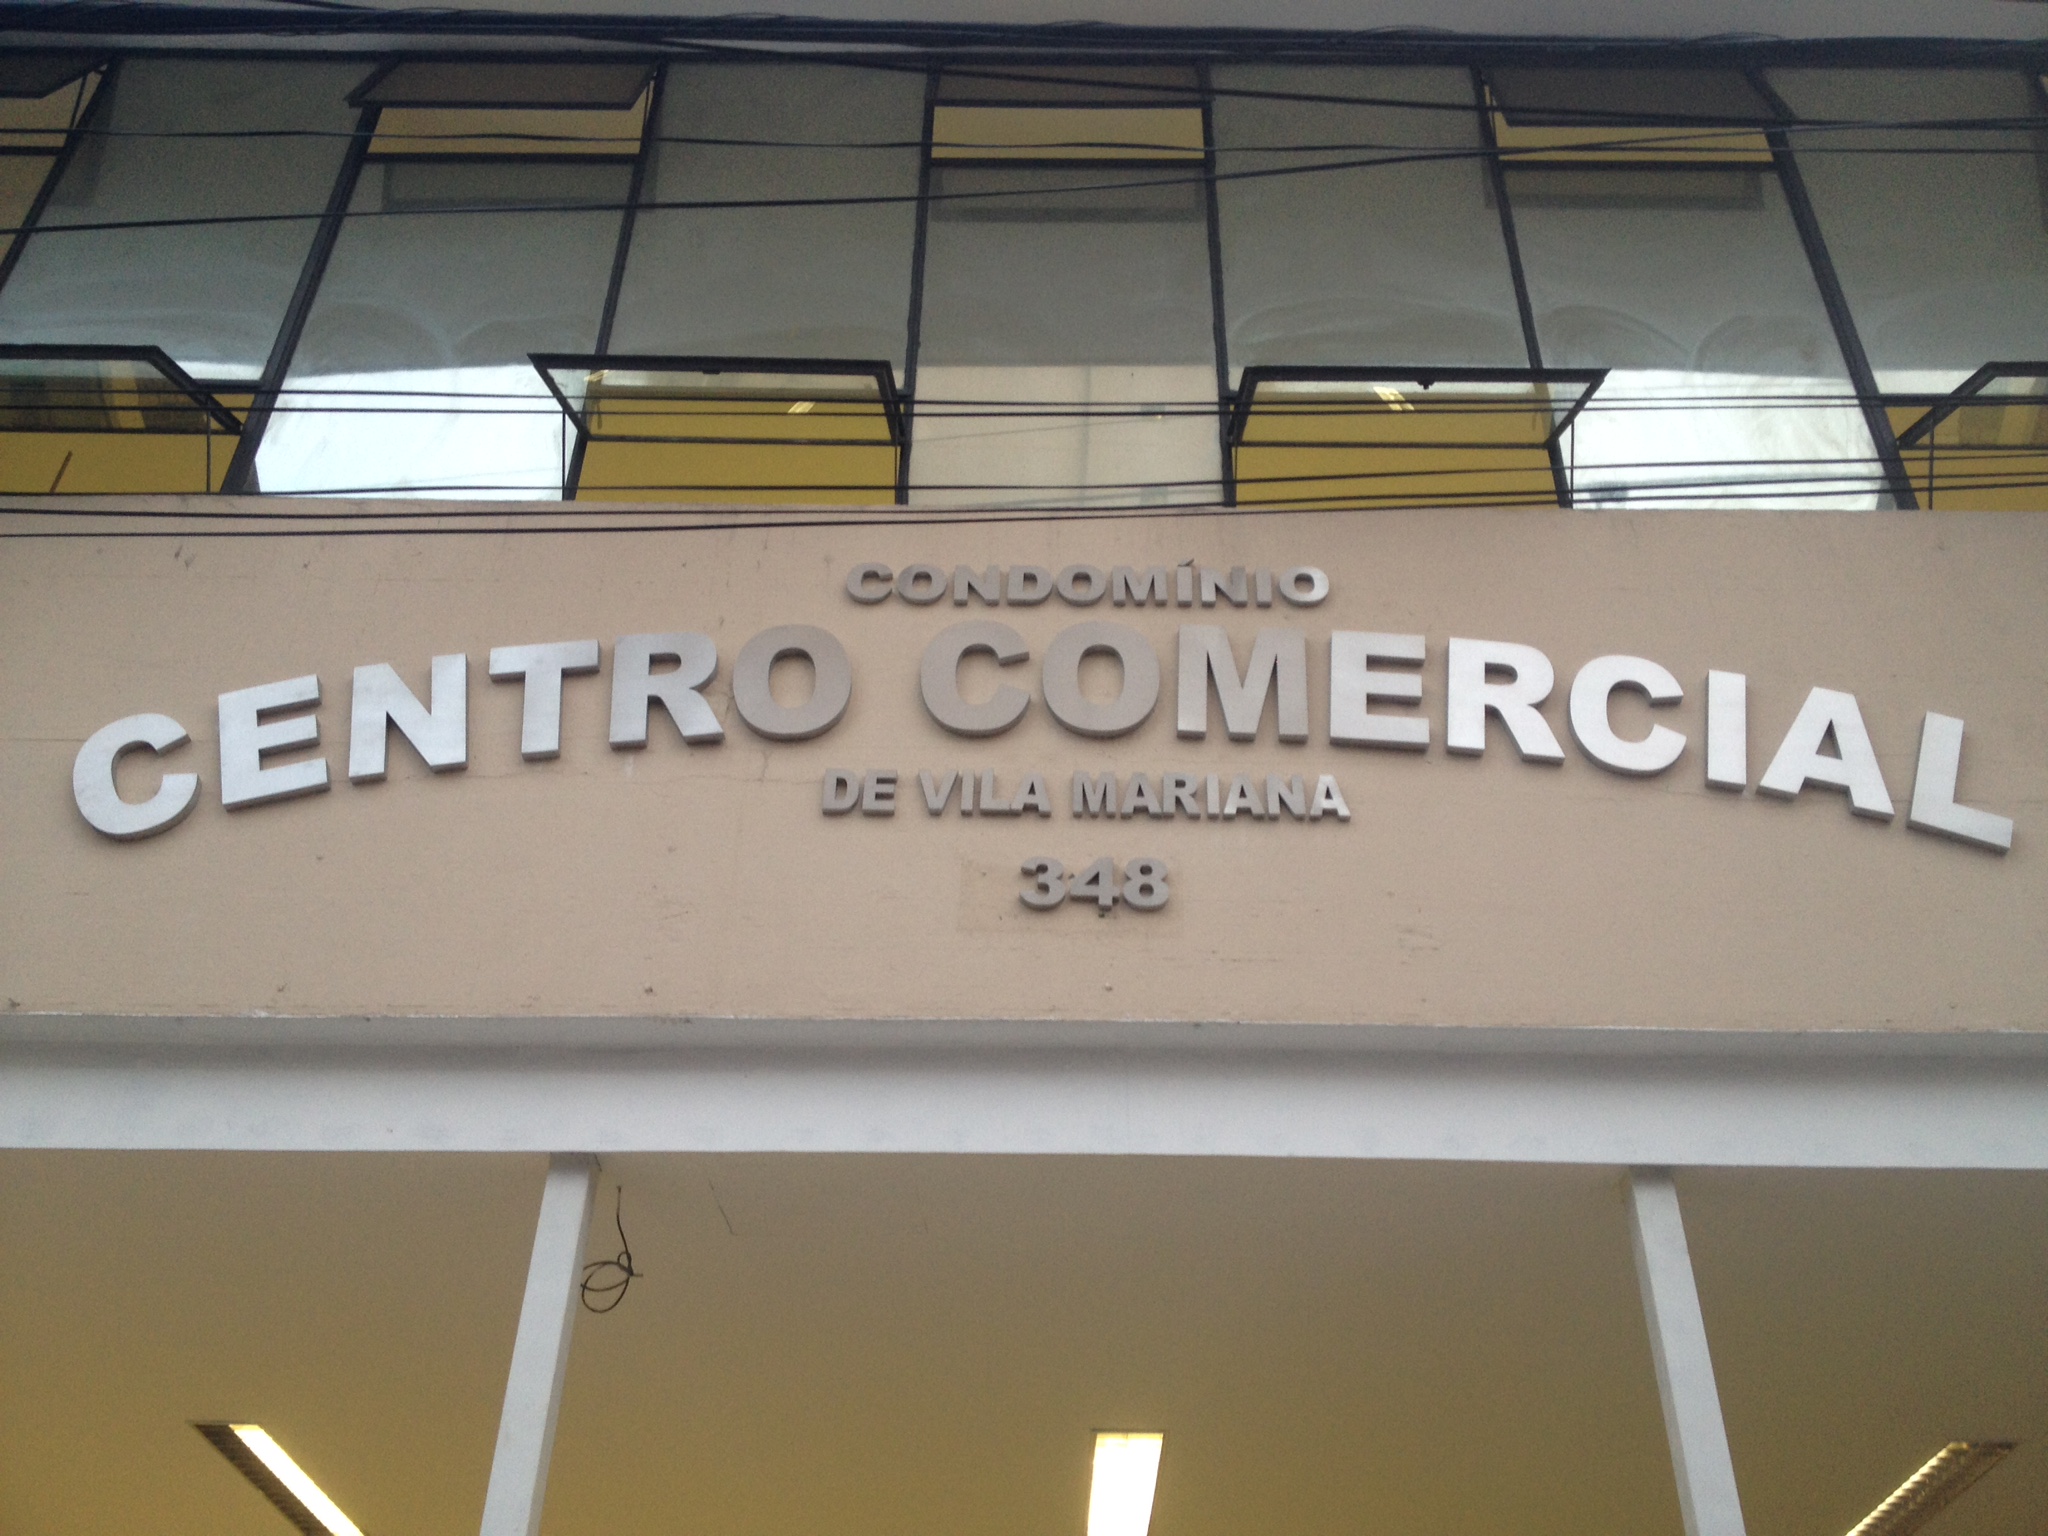 CONDOMÍNIO
CENTRO COMERCIAL
DE VILA MARIANA
348